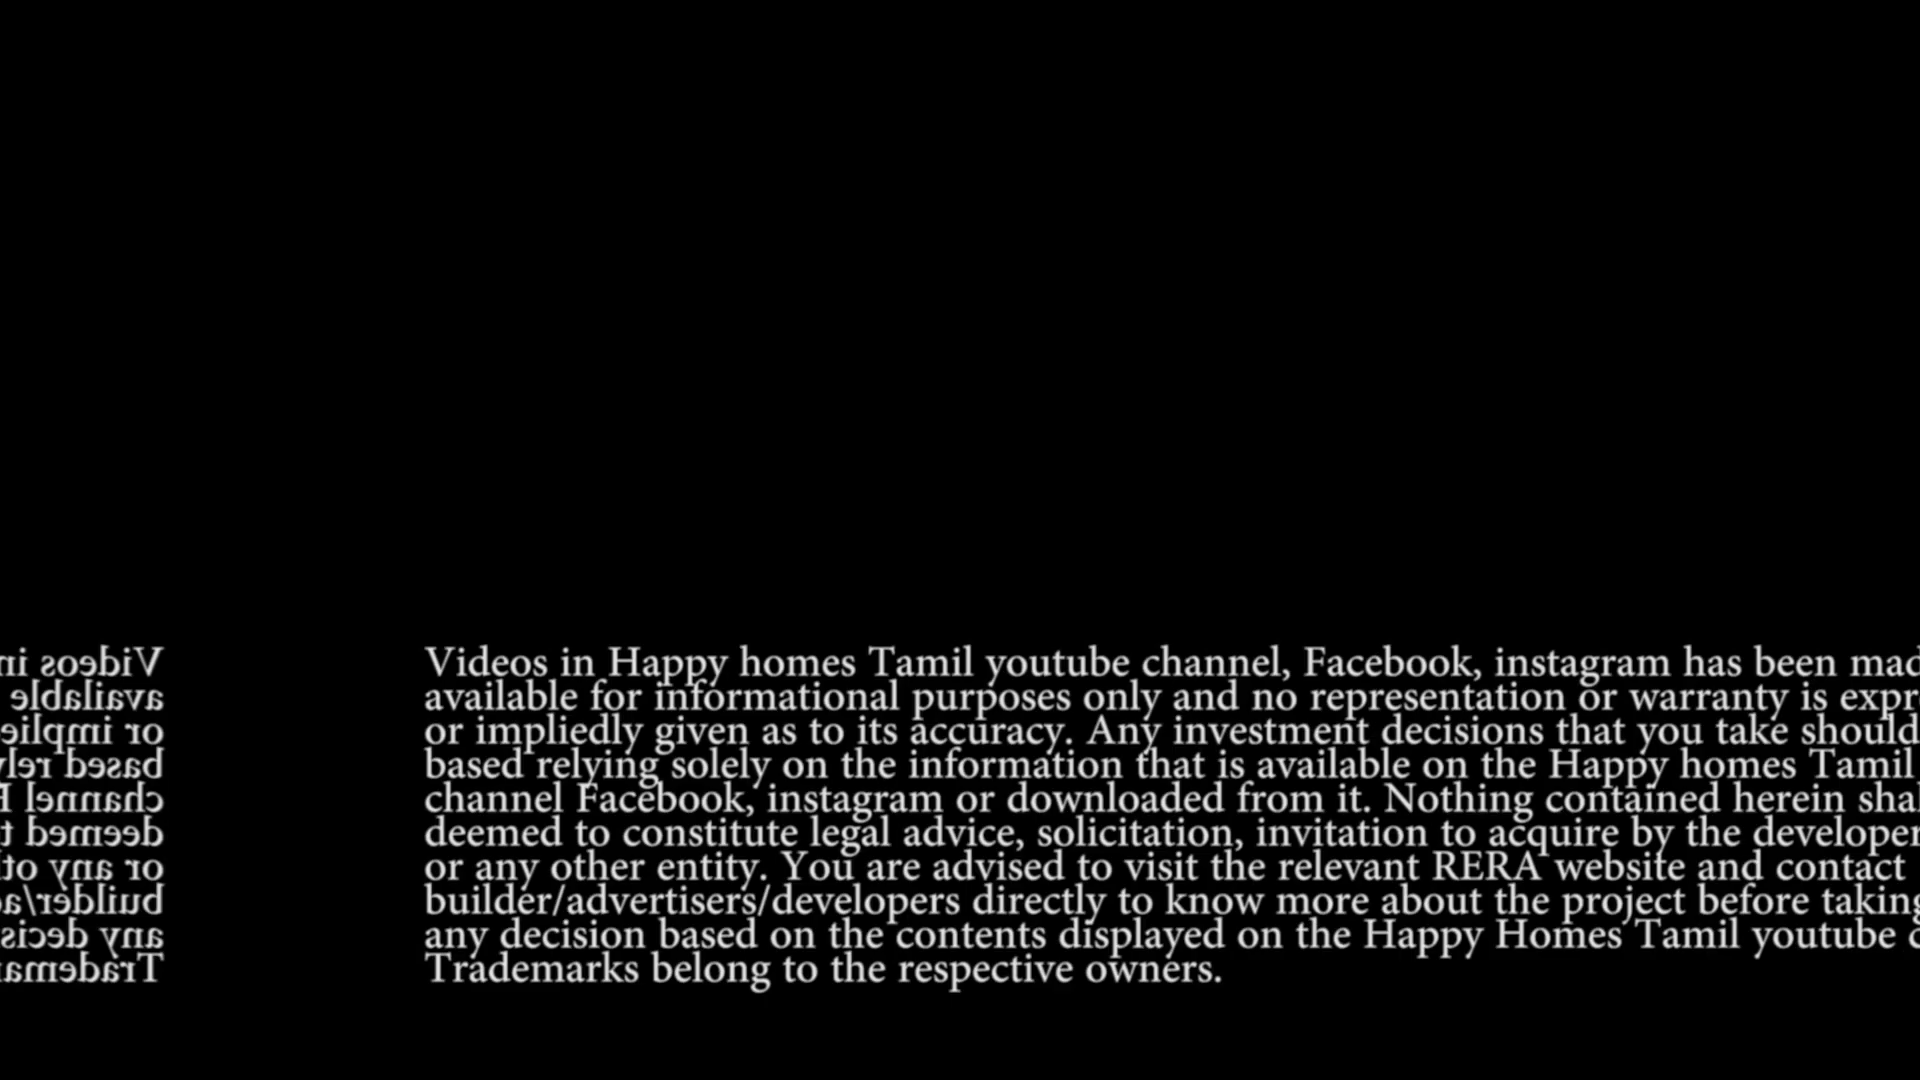 Videos in Happy homes Tamil youtube channel, Facebook, instagram has been
available for informational purposes only and no representation or warranty is
or impliedly given as to its accuracy. Any investment decisions that you take should
based relying solely on the information that is available on the Happy homes Tamil
channel Facebook, instagram or downloaded from it. Nothing contained herein
deemed to constitute legal advice, solicitation, invitation to acquire by the
or any other entity. You are advised to visit the relevant RERA website and contact
builder/advertisers/developers directly to know more about the project before
any decision based on the contents displayed on the Happy Homes Tamil youtube
Trademarks belong to the respective owners.